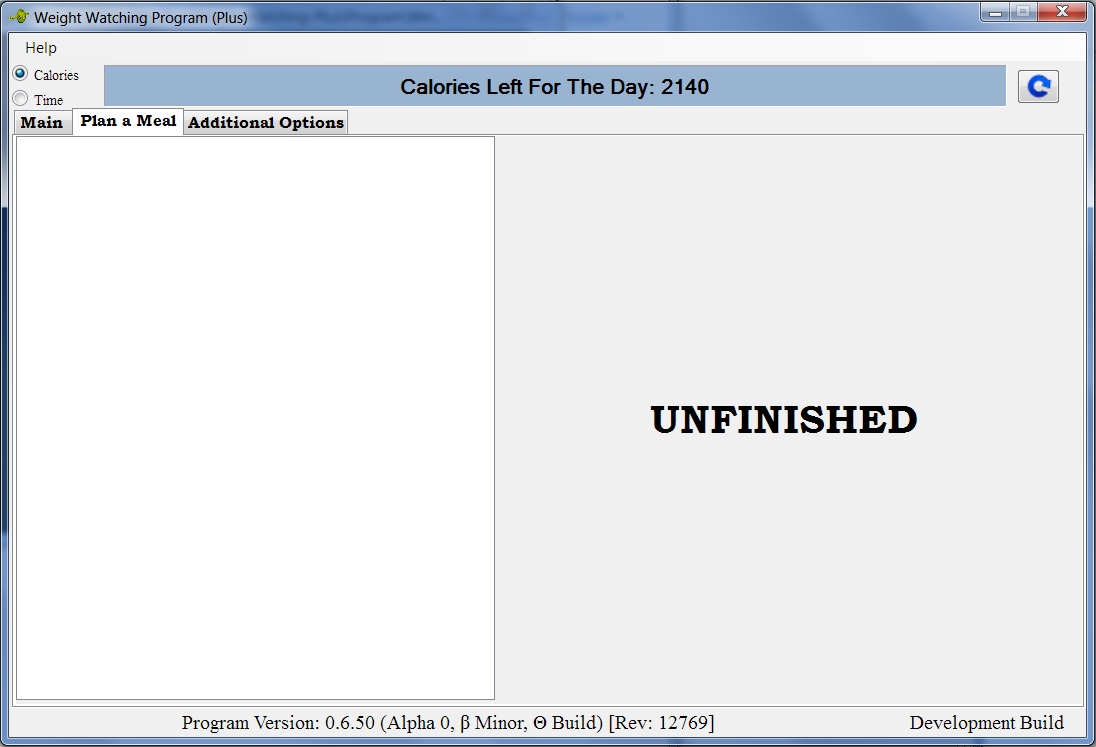 Weight Watching Program (Plus)
Help
Calories
Time
Calories Left For The Day: 2140
Main
Plan a Meal
Additional Options
UNFINISHED
Program Version: 0.6.50 (Alpha 0, β Minor, Θ Build) [Rev: 12769]
Development Build